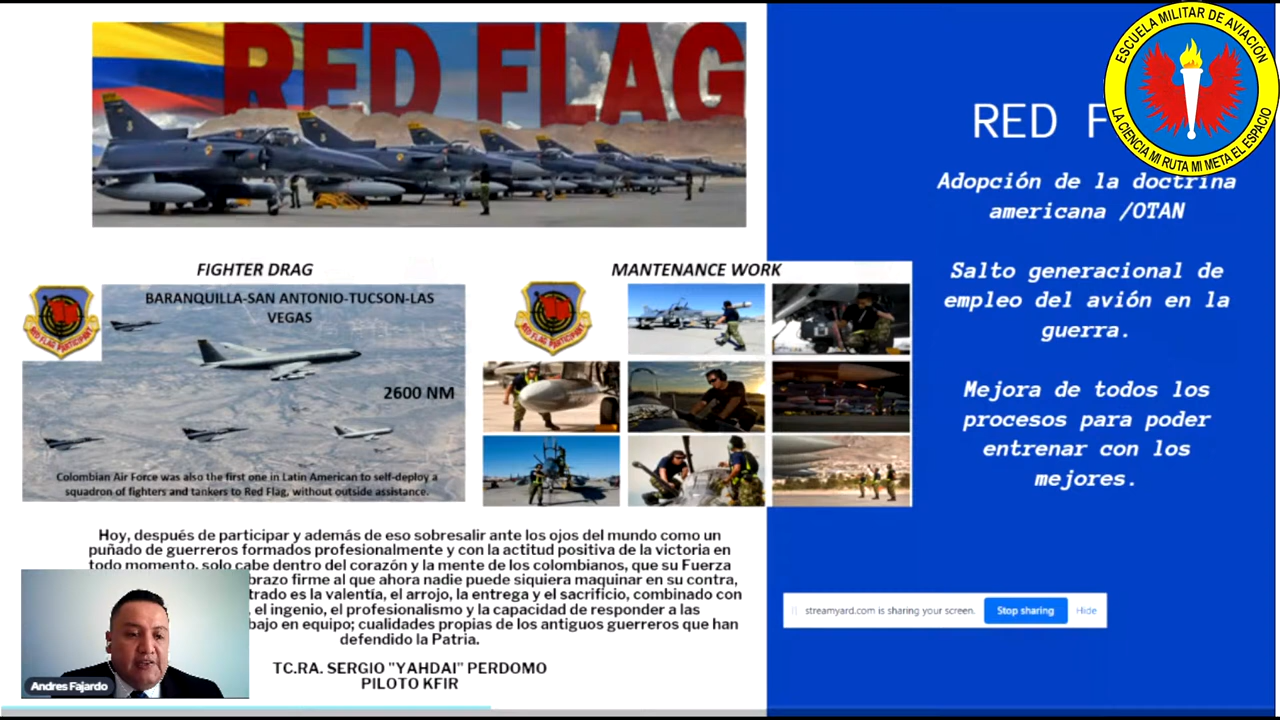 RED FLAG
ESCUELA MILITAR DE AVIACIÓN
LA CIENCIA MI RUTA MI META EL ESPACIO
RED F
Adopción de la doctrina
americana /OTAN
Salto generacional de
empleo del avión en la
guerra.
Mejora de todos los
procesos para poder
entrenar con los
mejores.
FIGHTER DRAG
RED FLAG PARTICIPANT
BARANQUILLA-SAN ANTONIO-TUCSON-LAS
VEGAS
2600 NM
Colombian Air Force was also the first one in Latin American to self-deploy a
squadron of fighters and tankers to Red Flag, without outside assistance.
MANTENANCE WORK
RED FLAG PARTICIPANT
Hoy, después de participar y además de eso sobresalir ante los ojos del mundo como un
puñado de guerreros formados profesionalmente y con la actitud positiva de la victoria en
todo momento, solo cabe dentro del corazón y la mente de los colombianos, que su Fuerza
brazo firme al que ahora nadie puede siquiera maquinar en su contra,
trado es la valentía, el arrojo, la entrega y el sacrificio, combinado con
, el ingenio, el profesionalismo y la capacidad de responder a las
bajo en equipo; cualidades propias de los antiguos guerreros que han
defendido la Patria.
TC.RA. SERGIO "YAHDAI" PERDOMO
PILOTO KFIR
streamyard.com is sharing your screen.
Stop sharing
Hide
Andres Fajardo